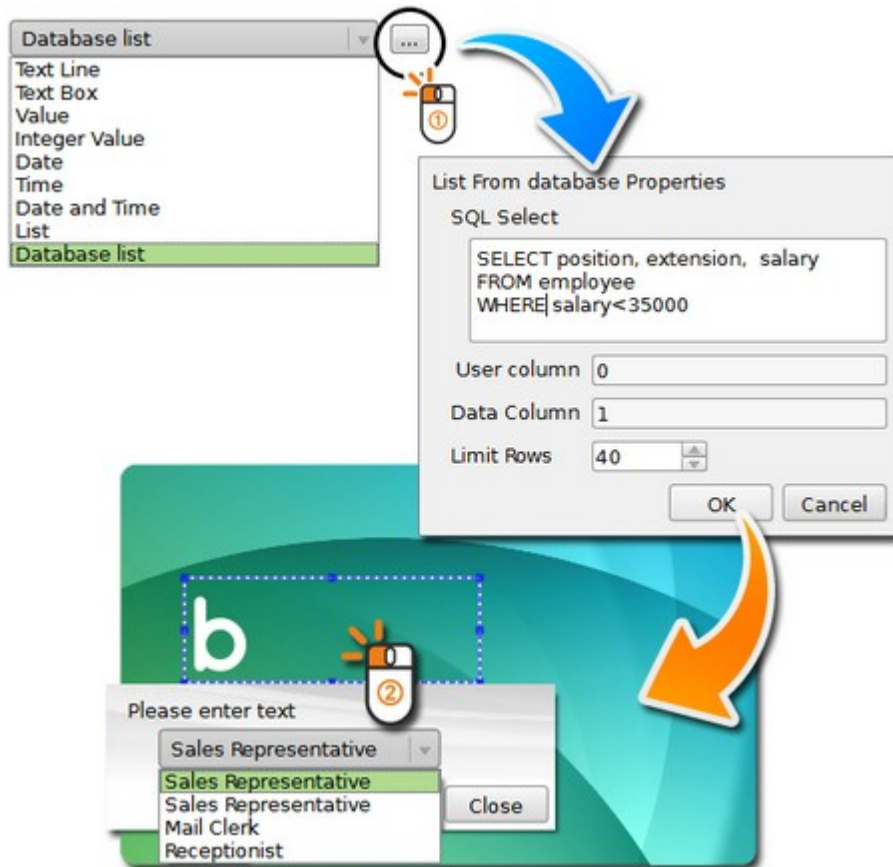 Database list
...
Text Line
Text Box
Value
Integer Value
Date
Time
Date and Time
List
Database list
①
List From database Properties
SQL Select
SELECT position, extension, salary
FROM employee
WHERE salary<35000
User column 0
Data Column 1
Limit Rows 40
OK Cancel
b
②
Please enter text
Sales Representative
Sales Representative
Sales Representative
Mail Clerk
Receptionist
Close